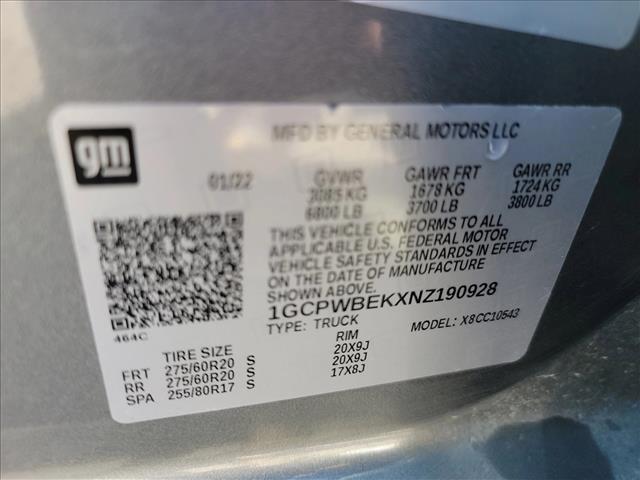 gm
MFD BY GENERAL MOTORS LLC
01/22 GVWR GAWR FRT GAWR RR
3085 KG 1678 KG 1724 KG
6800 LB 3700 LB 3800 LB
THIS VEHICLE CONFORMS TO ALL
APPLICABLE U.S. FEDERAL MOTOR
VEHICLE SAFETY STANDARDS IN EFFECT
ON THE DATE OF MANUFACTURE
SHOWN ABOVE.
1GCPWBEKXNZ190928
TYPE: TRUCK MODEL: X8CC10543
464C
TIRE SIZE RIM
FRT 275/60R20 S 20X9J
RR 275/60R20 S 20X9J
SPA 255/80R17 S 17X8J